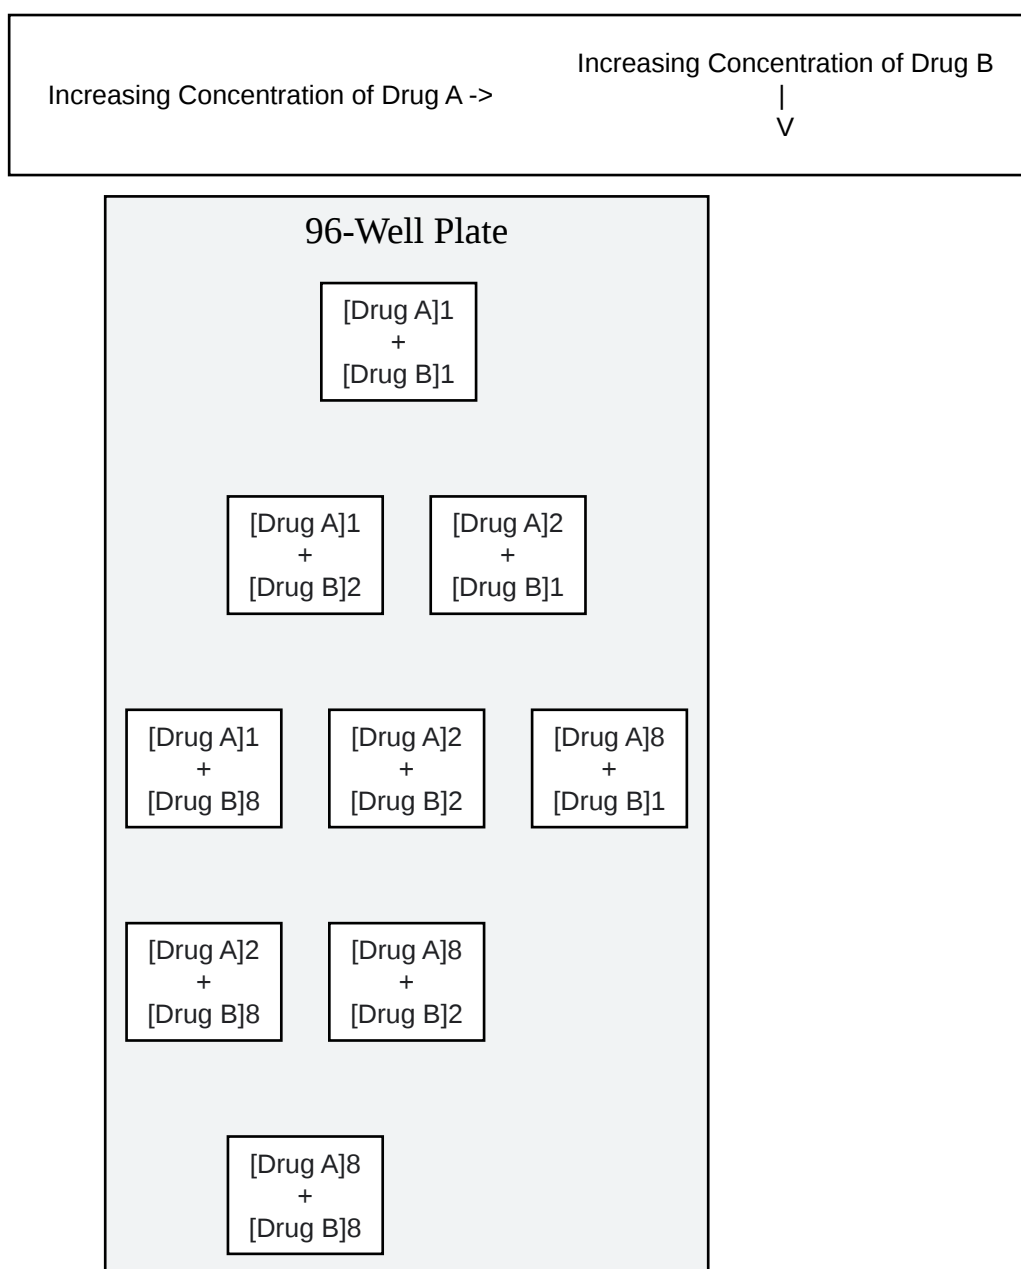 Increasing Concentration of Drug A ->
Increasing Concentration of Drug B
|
V
96-Well Plate
[Drug A]1
+
[Drug B]1
[Drug A]1
+
[Drug B]2
[Drug A]2
+
[Drug B]1
[Drug A]1
+
[Drug B]8
[Drug A]2
+
[Drug B]2
[Drug A]8
+
[Drug B]1
[Drug A]2
+
[Drug B]8
[Drug A]8
+
[Drug B]2
[Drug A]8
+
[Drug B]8